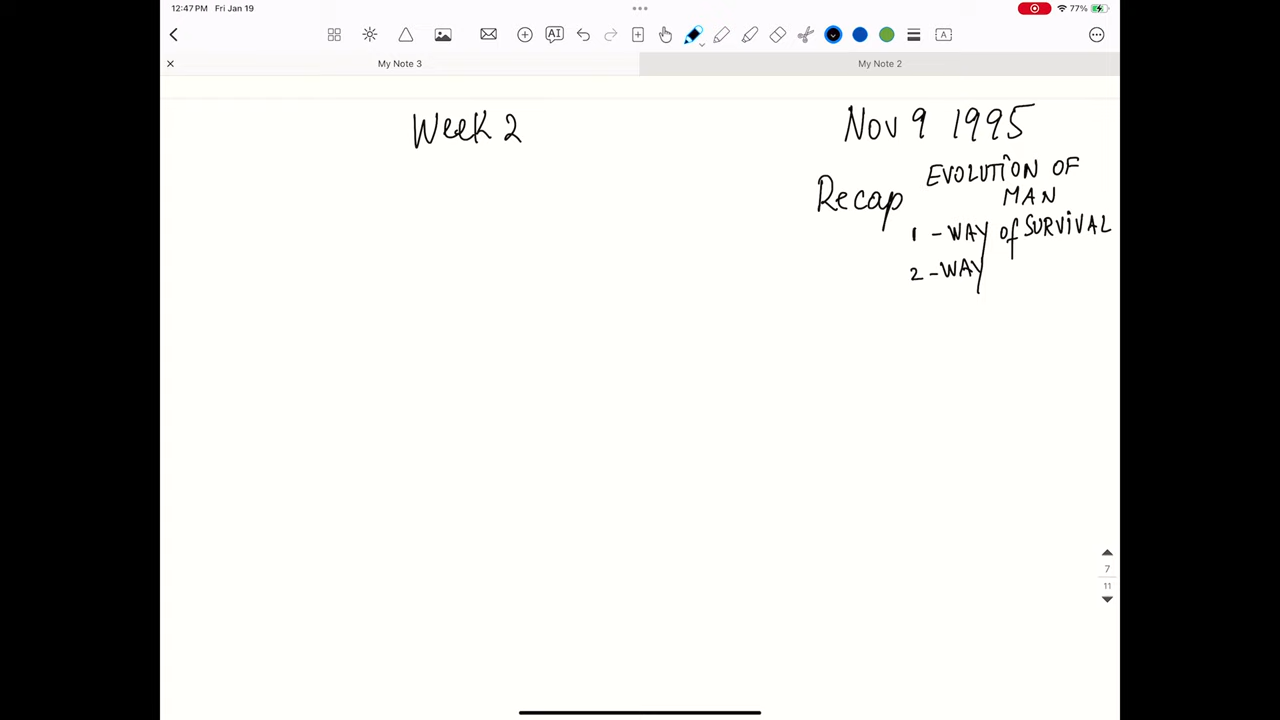 12:47 PM Fri Jan 19
77%
My Note 3
My Note 2
Week 2
Nov 9 1995
Recap EVOLUTION OF
MAN
1 - WAY of SURVIVAL
2 - WAY
AI
A
7
11